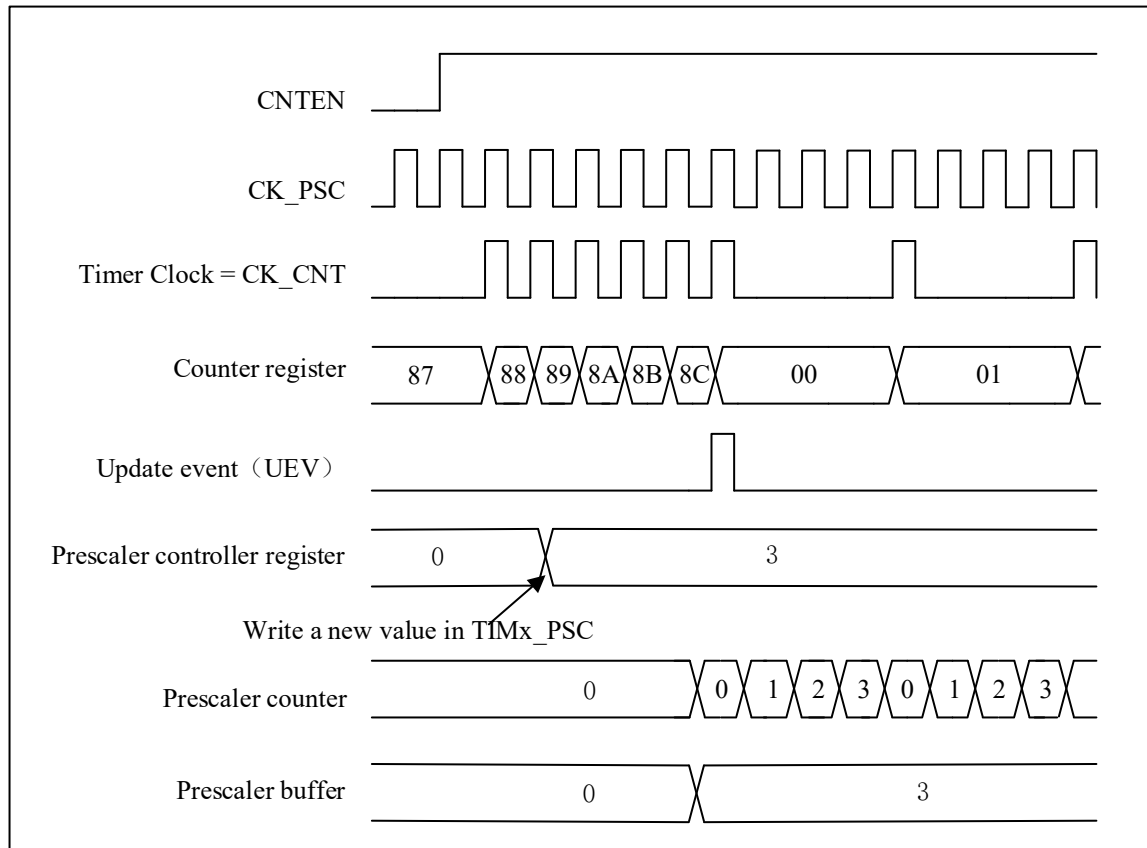 CNTEN
CK_PSC
Timer Clock = CK_CNT
Counter register
87 88 89 8A 8B 8C 00 01
Update event（UEV）
Prescaler controller register
0 3
Write a new value in TIMx_PSC
Prescaler counter
0 0 1 2 3 0 1 2 3
Prescaler buffer
0 3